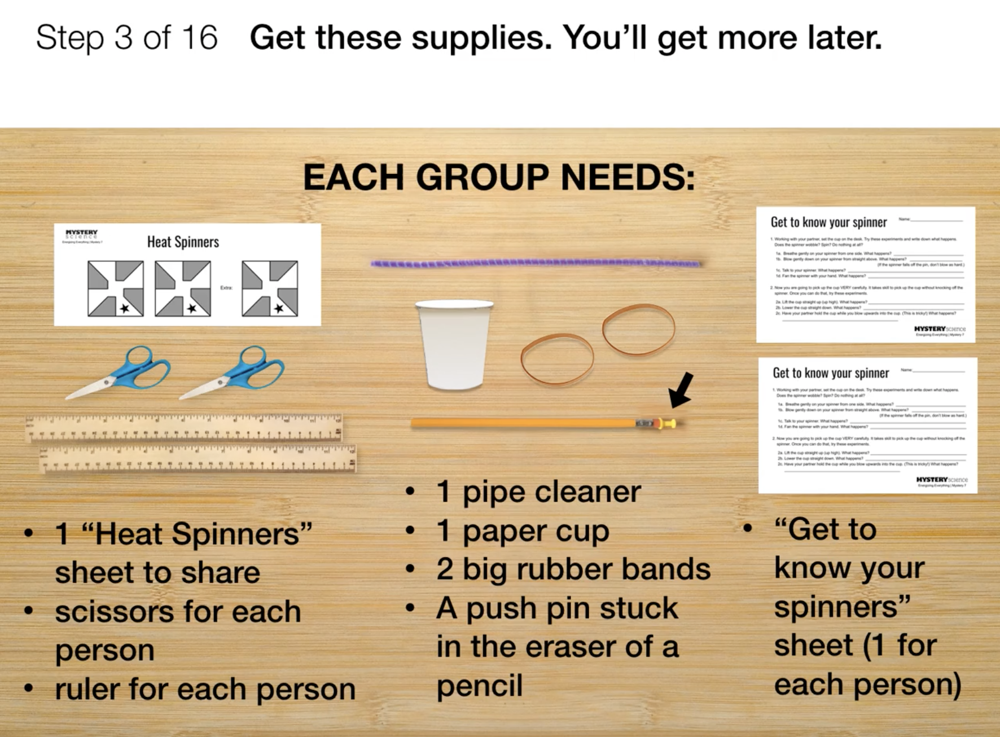 Step 3 of 16 Get these supplies. You'll get more later.
EACH GROUP NEEDS:
MYSTERY
science
Energizing Everything | Mystery 7
Heat Spinners
Extra:
1 “Heat Spinners”
sheet to share
scissors for each
person
ruler for each person
1 pipe cleaner
1 paper cup
2 big rubber bands
A push pin stuck
in the eraser of a
pencil
Get to know your spinner Name:
1. Working with your partner, set the cup on the desk. Try these experiments and write down what happens.
Does the spinner wobble? Spin? Do nothing at all?
1a. Breathe gently on your spinner from one side. What happens?
1b. Blow gently down on your spinner from straight above. What happens?
(If the spinner falls off the pin, don't blow as hard.)
1c. Talk to your spinner. What happens?
1d. Fan the spinner with your hand. What happens?
2. Now you are going to pick up the cup VERY carefully. It takes skill to pick up the cup without knocking off the
spinner. Once you can do that, try these experiments.
2a. Lift the cup straight up (up high). What happens?
2b. Lower the cup straight down. What happens?
2c. Have your partner hold the cup while you blow upwards into the cup. (This is tricky!) What happens?
MYSTERY science
Energizing Everything | Mystery 7
Get to know your spinner Name:
1. Working with your partner, set the cup on the desk. Try these experiments and write down what happens.
Does the spinner wobble? Spin? Do nothing at all?
1a. Breathe gently on your spinner from one side. What happens?
1b. Blow gently down on your spinner from straight above. What happens?
(If the spinner falls off the pin, don't blow as hard.)
1c. Talk to your spinner. What happens?
1d. Fan the spinner with your hand. What happens?
2. Now you are going to pick up the cup VERY carefully. It takes skill to pick up the cup without knocking off the
spinner. Once you can do that, try these experiments.
2a. Lift the cup straight up (up high). What happens?
2b. Lower the cup straight down. What happens?
2c. Have your partner hold the cup while you blow upwards into the cup. (This is tricky!) What happens?
MYSTERY science
Energizing Everything | Mystery 7
“Get to
know your
spinners”
sheet (1 for
each person)